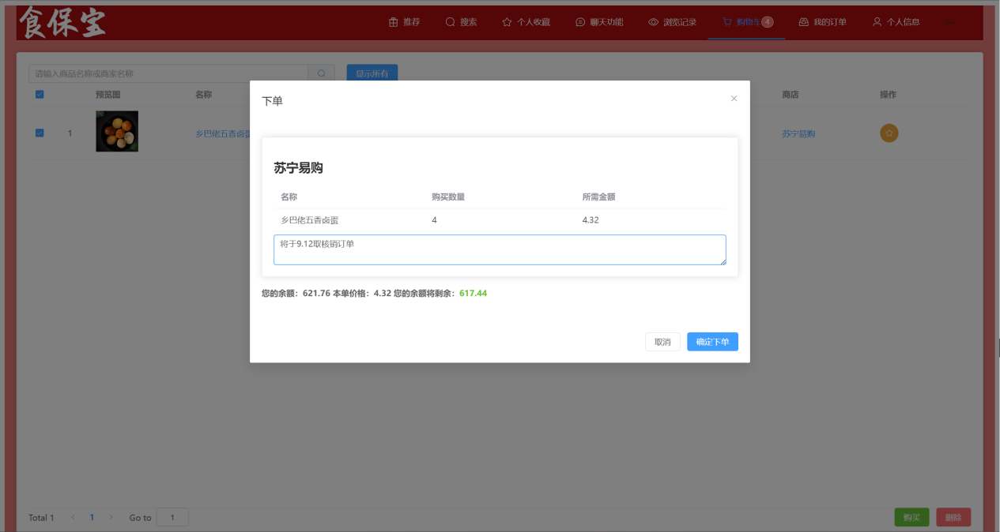 食保宝
推荐
搜索
个人收藏
聊天功能
浏览记录
购物车 4
我的订单
个人信息
请输入商品名称或商家名称
显示所有
预览图 名称 商店 操作
1 乡巴佬五香卤蛋 苏宁易购
下单
苏宁易购
名称 购买数量 所需金额
乡巴佬五香卤蛋 4 4.32
将于9.12取核销订单
您的余额：621.76 本单价格：4.32 您的余额将剩余：617.44
取消 确定下单
Total 1 1 Go to 1
购买 删除